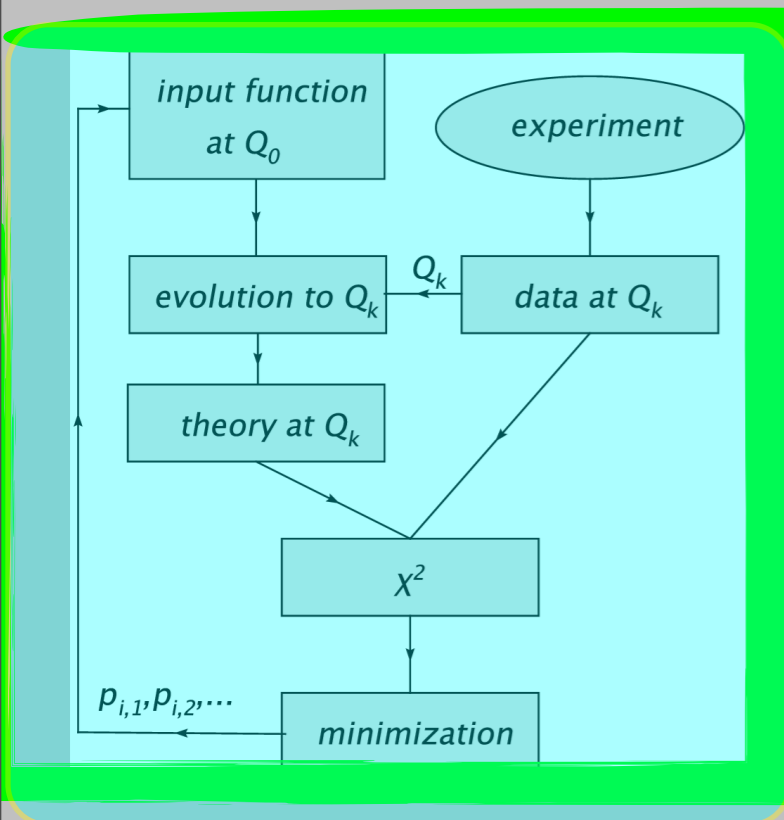 input function
at Q₀
experiment
evolution to Qₖ
Qₖ
data at Qₖ
theory at Qₖ
χ²
pᵢ,₁,pᵢ,₂,...
minimization